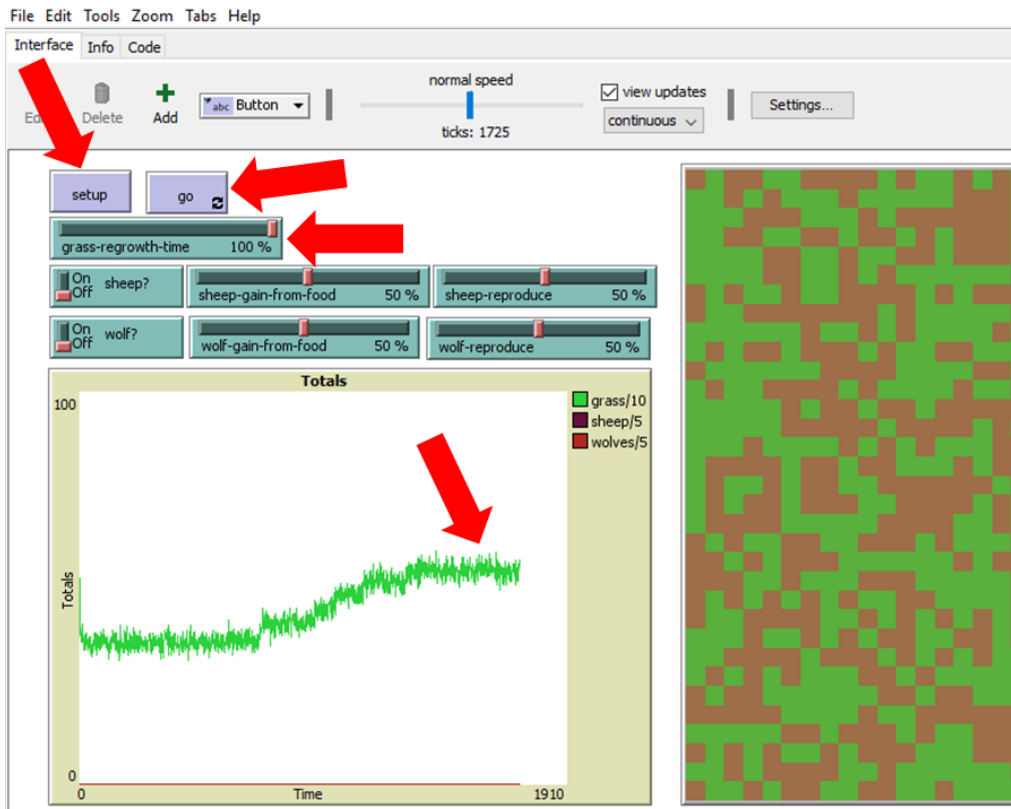 File Edit Tools Zoom Tabs Help
Interface Info Code
normal speed
Delete Add abc Button view updates
continuous Settings...
ticks: 1725
setup go
grass-regrowth-time 100 %
On Off sheep? sheep-gain-from-food 50 % sheep-reproduce 50 %
On Off wolf? wolf-gain-from-food 50 % wolf-reproduce 50 %
Totals
100
grass/10
sheep/5
wolves/5
Totals
0
0 Time 1910